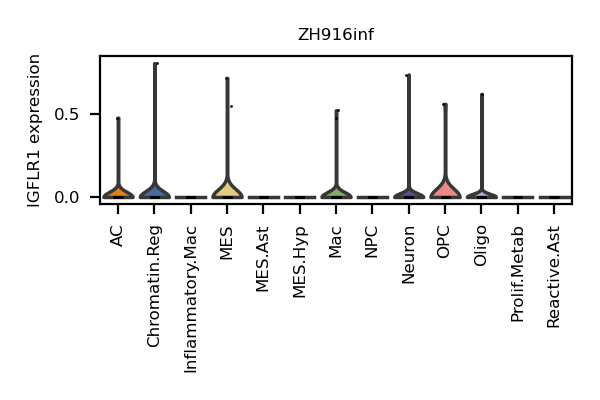 ZH916inf
IGFLR1 expression
0.5
0.0
AC
Chromatin.Reg
Inflammatory.Mac
MES
MES.Ast
MES.Hyp
Mac
NPC
Neuron
OPC
Oligo
Prolif.Metab
Reactive.Ast